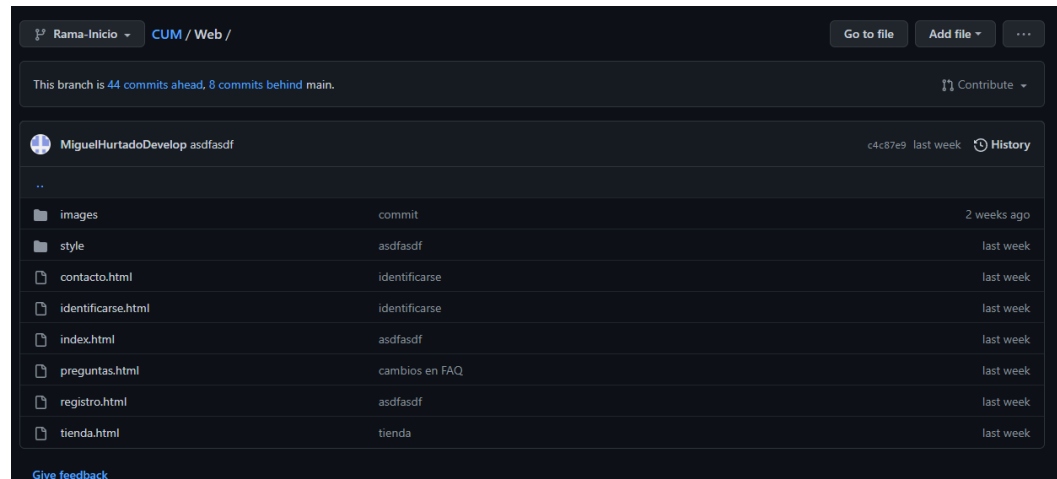 Rama-Inicio CUM / Web / Go to file Add file ...
This branch is 44 commits ahead, 8 commits behind main. Contribute
MiguelHurtadoDevelop asdfasdf c4c87e9 last week History
..
images commit 2 weeks ago
style asdfasdf last week
contacto.html identificarse last week
identificarse.html identificarse last week
index.html asdfasdf last week
preguntas.html cambios en FAQ last week
registro.html asdfasdf last week
tienda.html tienda last week
Give feedback